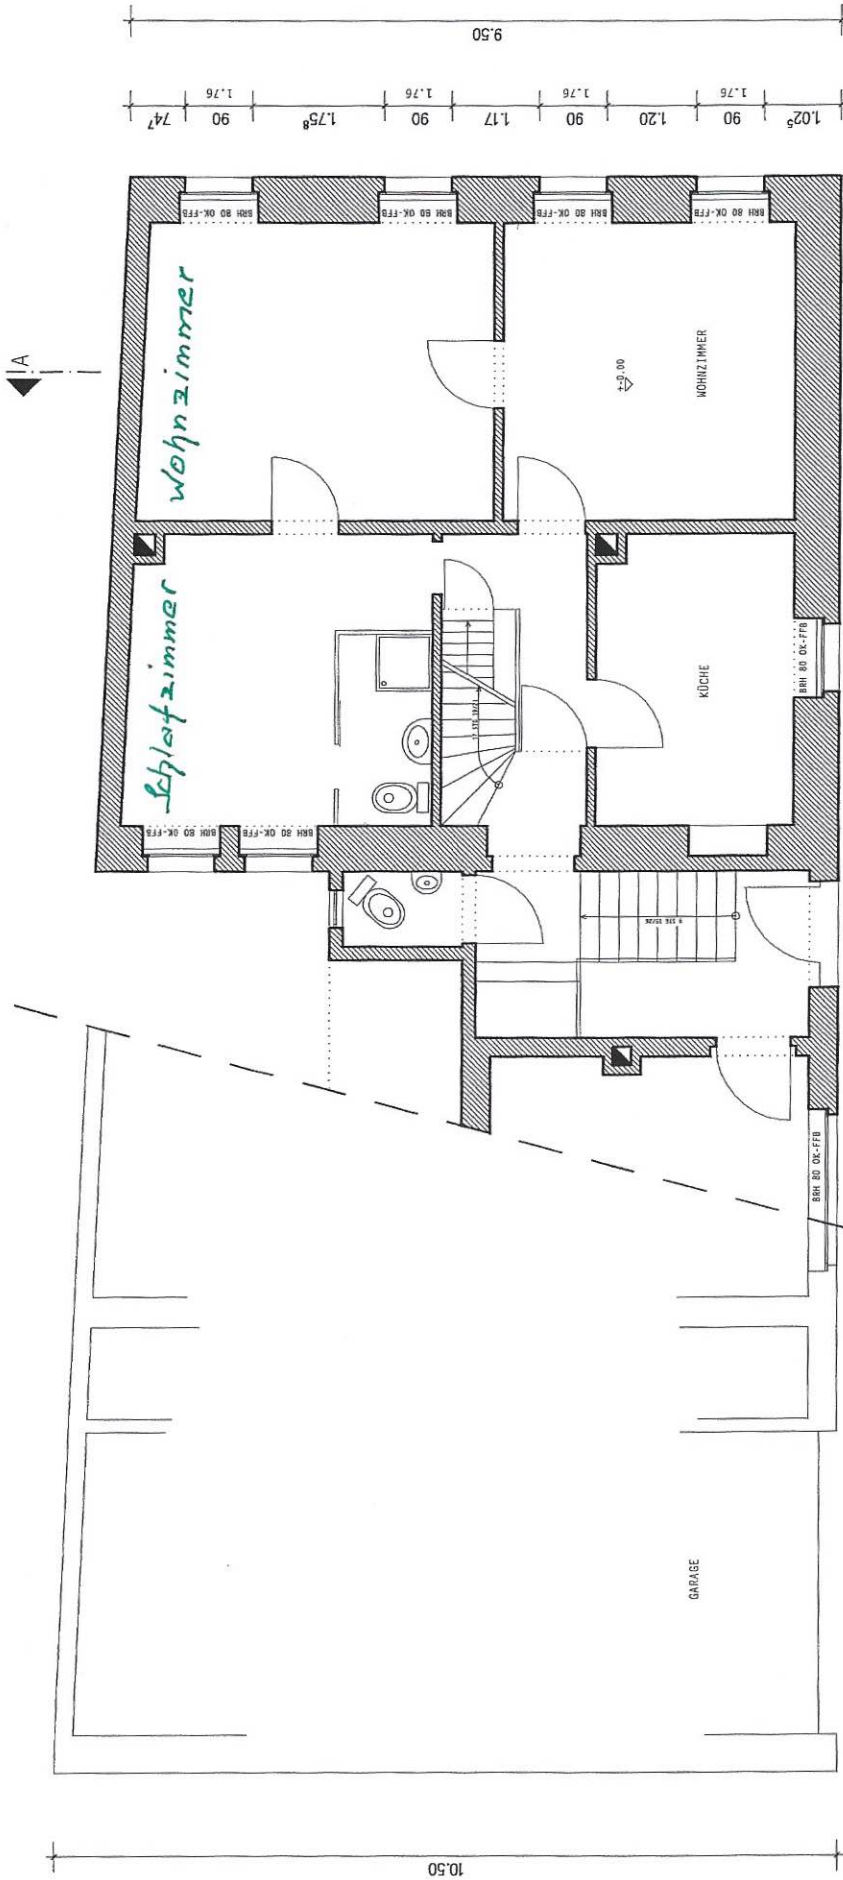 9.50
1.76
1.76
1.76
1.76
74⁷
90
1.75⁸
90
1.17
90
1.20
90
1.02⁵
BRH 80 OK-FFB
BRH 80 OK-FFB
BRH 80 OK-FFB
BRH 80 OK-FFB
A
Wohnzimmer
+-0.00
WOHNZIMMER
Schlafzimmer
KÜCHE
BRH 80 OK-FFB
BRH 80 OK-FFB
BRH 80 OK-FFB
9 STG
BRH 80 OK-FFB
GARAGE
10.50